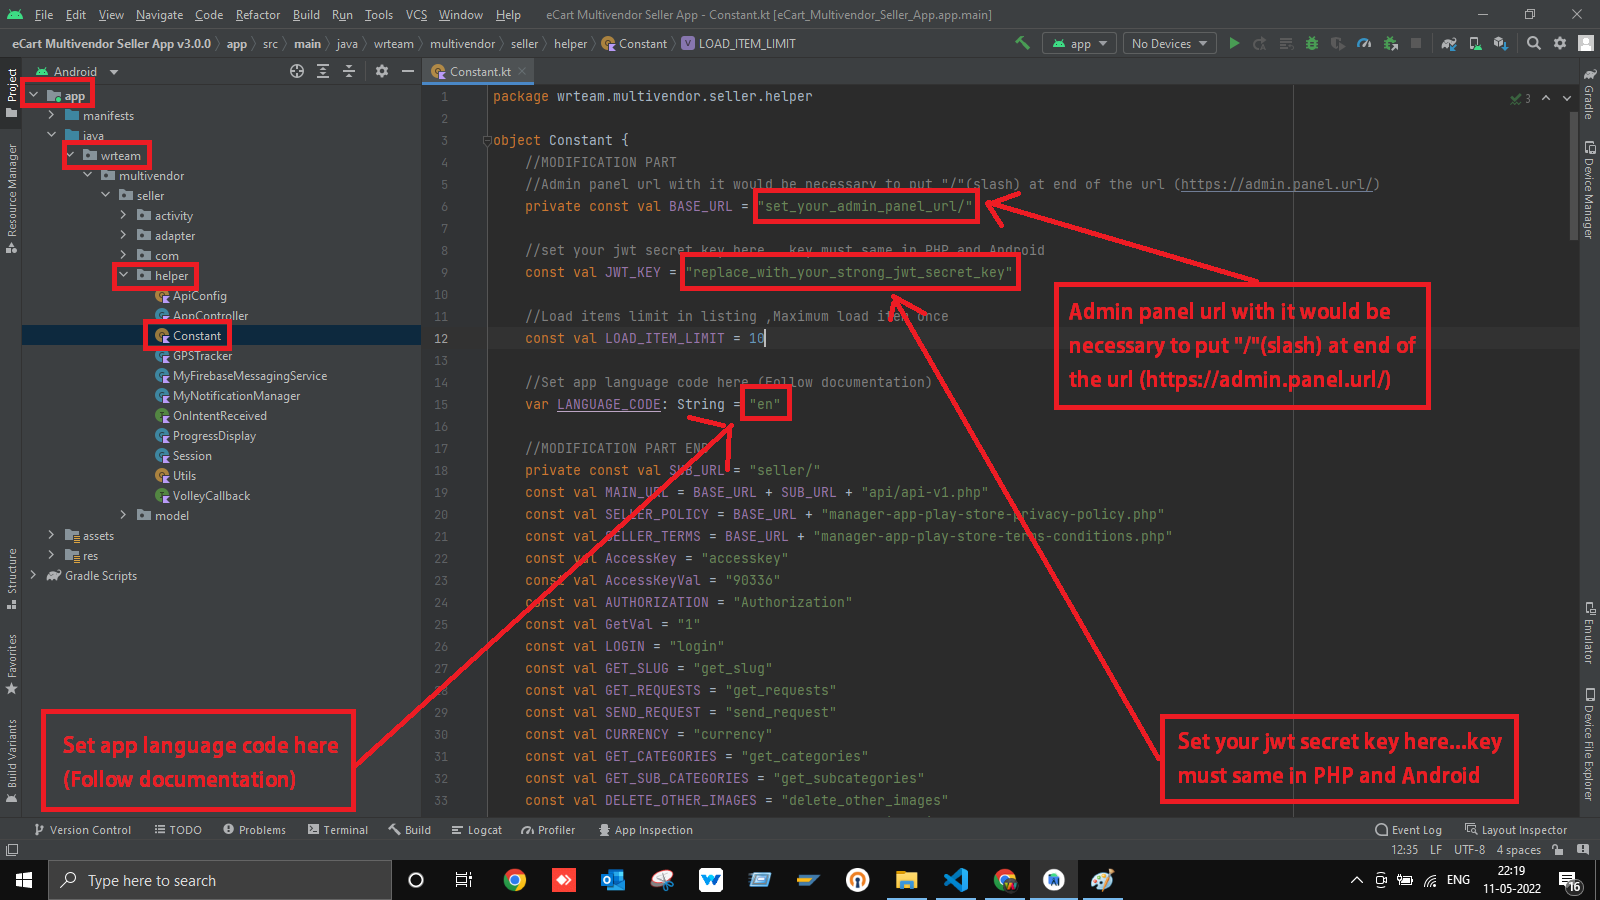 File Edit View Navigate Code Refactor Build Run Tools VCS Window Help eCart Multivendor Seller App - Constant.kt [eCart_Multivendor_Seller_App.app.main]
eCart Multivendor Seller App v3.0.0 app src main java wrteam multivendor seller helper Constant LOAD_ITEM_LIMIT app No Devices
Project
Resource Manager
Structure
Favorites
Build Variants
Android
app
manifests
java
wrteam
multivendor
seller
activity
adapter
com
helper
ApiConfig
AppController
Constant
GPSTracker
MyFirebaseMessagingService
MyNotificationManager
OnIntentReceived
ProgressDisplay
Session
Utils
VolleyCallback
model
assets
res
Gradle Scripts
Constant.kt
3
1 package wrteam.multivendor.seller.helper
2
3 object Constant {
4 //MODIFICATION PART
5 //Admin panel url with it would be necessary to put "/"(slash) at end of the url (https://admin.panel.url/)
6 private const val BASE_URL = "set_your_admin_panel_url/"
7
8 //set your jwt secret key here...key must same in PHP and Android
9 const val JWT_KEY = "replace_with_your_strong_jwt_secret_key"
10
11 //Load items limit in listing ,Maximum load item once
12 const val LOAD_ITEM_LIMIT = 10
13
14 //Set app language code here (Follow documentation)
15 var LANGUAGE_CODE: String = "en"
16
17 //MODIFICATION PART END
18 private const val SUB_URL = "seller/"
19 const val MAIN_URL = BASE_URL + SUB_URL + "api/api-v1.php"
20 const val SELLER_POLICY = BASE_URL + "manager-app-play-store-privacy-policy.php"
21 const val SELLER_TERMS = BASE_URL + "manager-app-play-store-terms-conditions.php"
22 const val AccessKey = "accesskey"
23 const val AccessKeyVal = "90336"
24 const val AUTHORIZATION = "Authorization"
25 const val GetVal = "1"
26 const val LOGIN = "login"
27 const val GET_SLUG = "get_slug"
28 const val GET_REQUESTS = "get_requests"
29 const val SEND_REQUEST = "send_request"
30 const val CURRENCY = "currency"
31 const val GET_CATEGORIES = "get_categories"
32 const val GET_SUB_CATEGORIES = "get_subcategories"
33 const val DELETE_OTHER_IMAGES = "delete_other_images"
Admin panel url with it would be
necessary to put "/"(slash) at end of
the url (https://admin.panel.url/)
Set your jwt secret key here...key
must same in PHP and Android
Set app language code here
(Follow documentation)
Gradle
Device Manager
Emulator
Device File Explorer
Version Control TODO Problems Terminal Build Logcat Profiler App Inspection Event Log Layout Inspector
12:35 LF UTF-8 4 spaces
Type here to search
ENG
22:19
11-05-2022
16